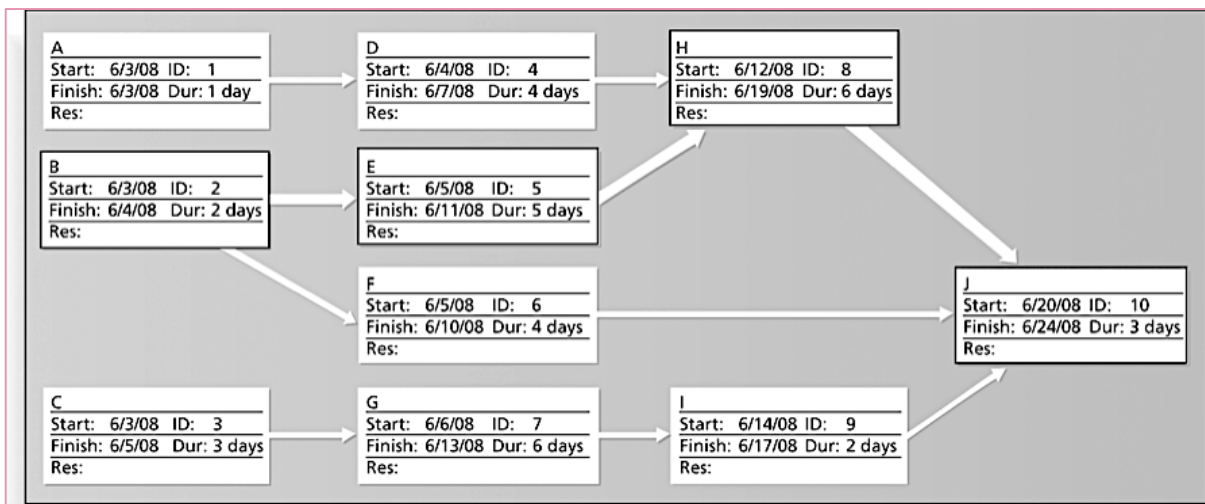 A
Start: 6/3/08 ID: 1
Finish: 6/3/08 Dur: 1 day
Res:
D
Start: 6/4/08 ID: 4
Finish: 6/7/08 Dur: 4 days
Res:
H
Start: 6/12/08 ID: 8
Finish: 6/19/08 Dur: 6 days
Res:
B
Start: 6/3/08 ID: 2
Finish: 6/4/08 Dur: 2 days
Res:
E
Start: 6/5/08 ID: 5
Finish: 6/11/08 Dur: 5 days
Res:
F
Start: 6/5/08 ID: 6
Finish: 6/10/08 Dur: 4 days
Res:
J
Start: 6/20/08 ID: 10
Finish: 6/24/08 Dur: 3 days
Res:
C
Start: 6/3/08 ID: 3
Finish: 6/5/08 Dur: 3 days
Res:
G
Start: 6/6/08 ID: 7
Finish: 6/13/08 Dur: 6 days
Res:
I
Start: 6/14/08 ID: 9
Finish: 6/17/08 Dur: 2 days
Res: